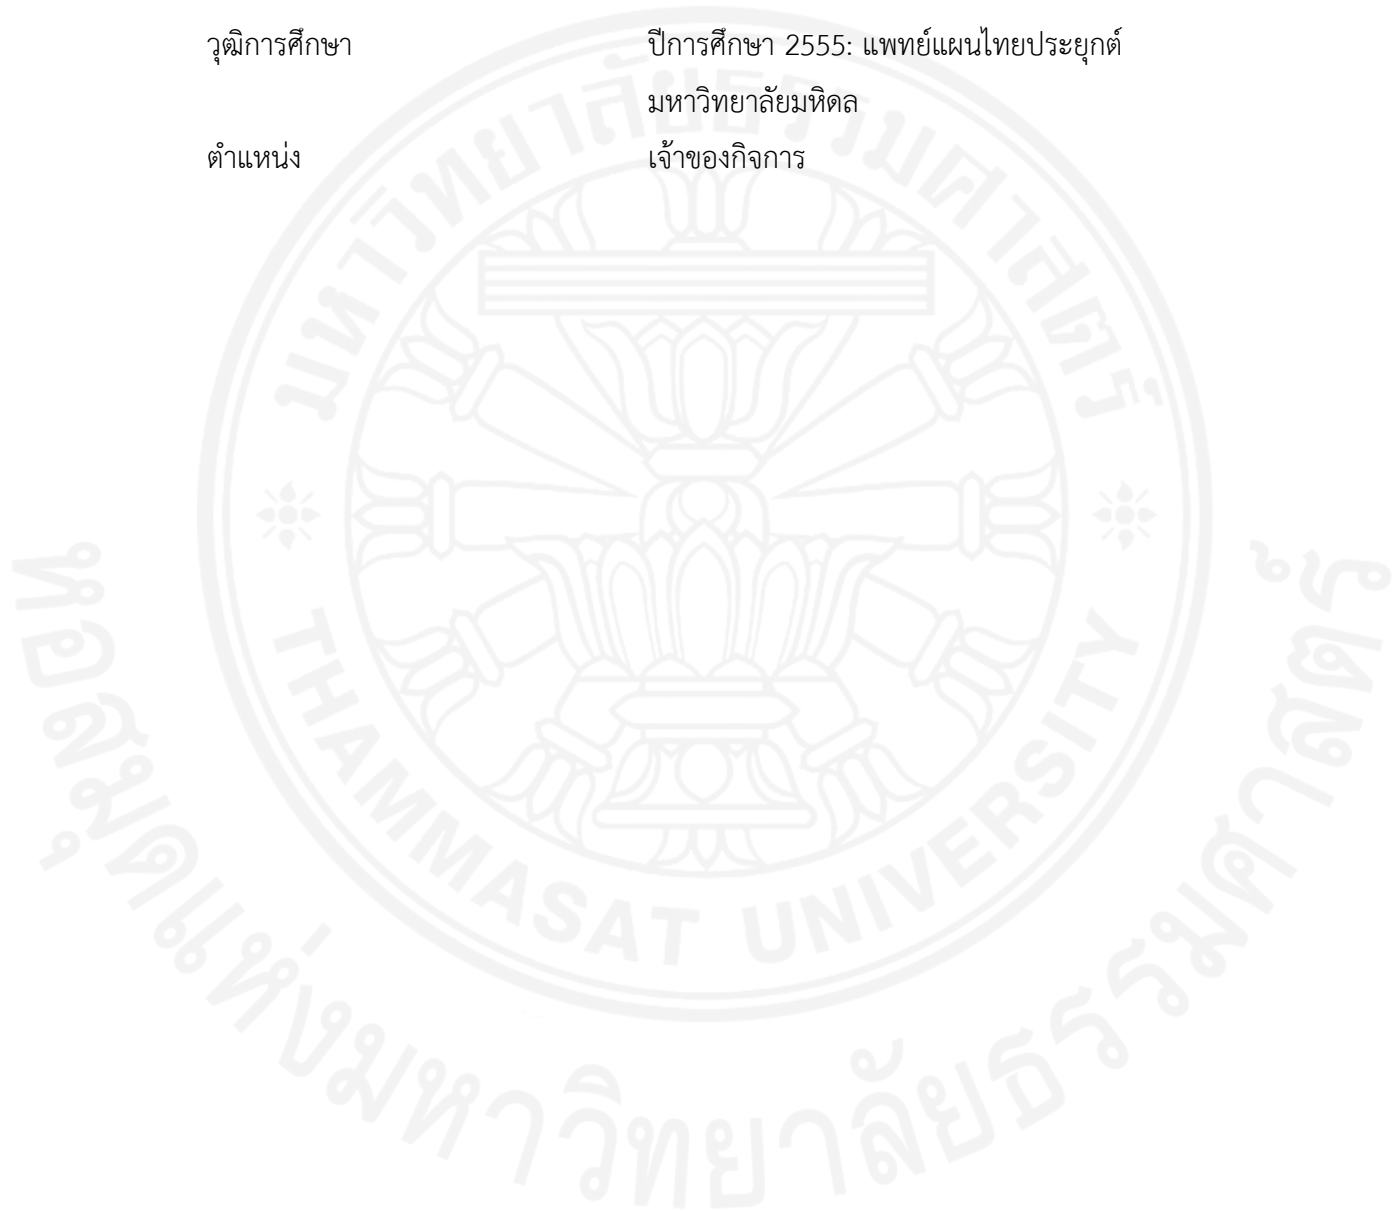 วุฒิการศึกษา ปีการศึกษา 2555: แพทย์แผนไทยประยุกต์
มหาวิทยาลัยมหิดล
ตำแหน่ง เจ้าของกิจการ
มหาวิทยาลัยธรรมศาสตร์
THAMMASAT UNIVERSITY
หอสมุดแห่งมหาวิทยาลัยธรรมศาสตร์